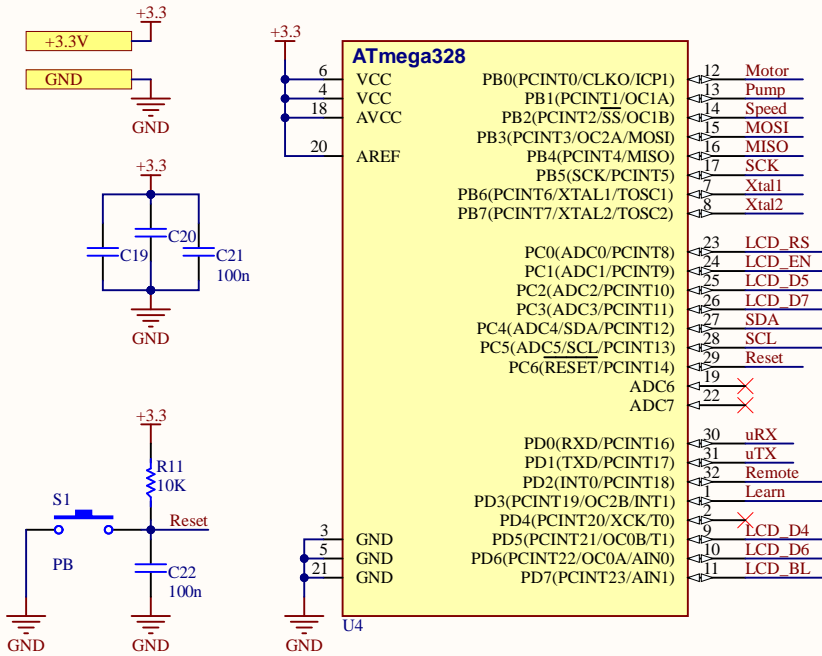 +3.3
+3.3V
GND
GND
+3.3
C19
C20
C21
100n
GND
+3.3
R11
10K
S1
Reset
PB
C22
100n
GND
GND
+3.3
ATmega328
6 VCC
4 VCC
18 AVCC
20 AREF
3 GND
5 GND
21 GND
GND
U4
PB0(PCINT0/CLKO/ICP1) 12 Motor
PB1(PCINT1/OC1A) 13 Pump
PB2(PCINT2/SS/OC1B) 14 Speed
PB3(PCINT3/OC2A/MOSI) 15 MOSI
PB4(PCINT4/MISO) 16 MISO
PB5(SCK/PCINT5) 17 SCK
PB6(PCINT6/XTAL1/TOSC1) 7 Xtal1
PB7(PCINT7/XTAL2/TOSC2) 8 Xtal2
PC0(ADC0/PCINT8) 23 LCD_RS
PC1(ADC1/PCINT9) 24 LCD_EN
PC2(ADC2/PCINT10) 25 LCD_D5
PC3(ADC3/PCINT11) 26 LCD_D7
PC4(ADC4/SDA/PCINT12) 27 SDA
PC5(ADC5/SCL/PCINT13) 28 SCL
PC6(RESET/PCINT14) 29 Reset
ADC6 19
ADC7 22
PD0(RXD/PCINT16) 30 uRX
PD1(TXD/PCINT17) 31 uTX
PD2(INT0/PCINT18) 32 Remote
PD3(PCINT19/OC2B/INT1) 1 Learn
PD4(PCINT20/XCK/T0) 2
PD5(PCINT21/OC0B/T1) 9 LCD_D4
PD6(PCINT22/OC0A/AIN0) 10 LCD_D6
PD7(PCINT23/AIN1) 11 LCD_BL